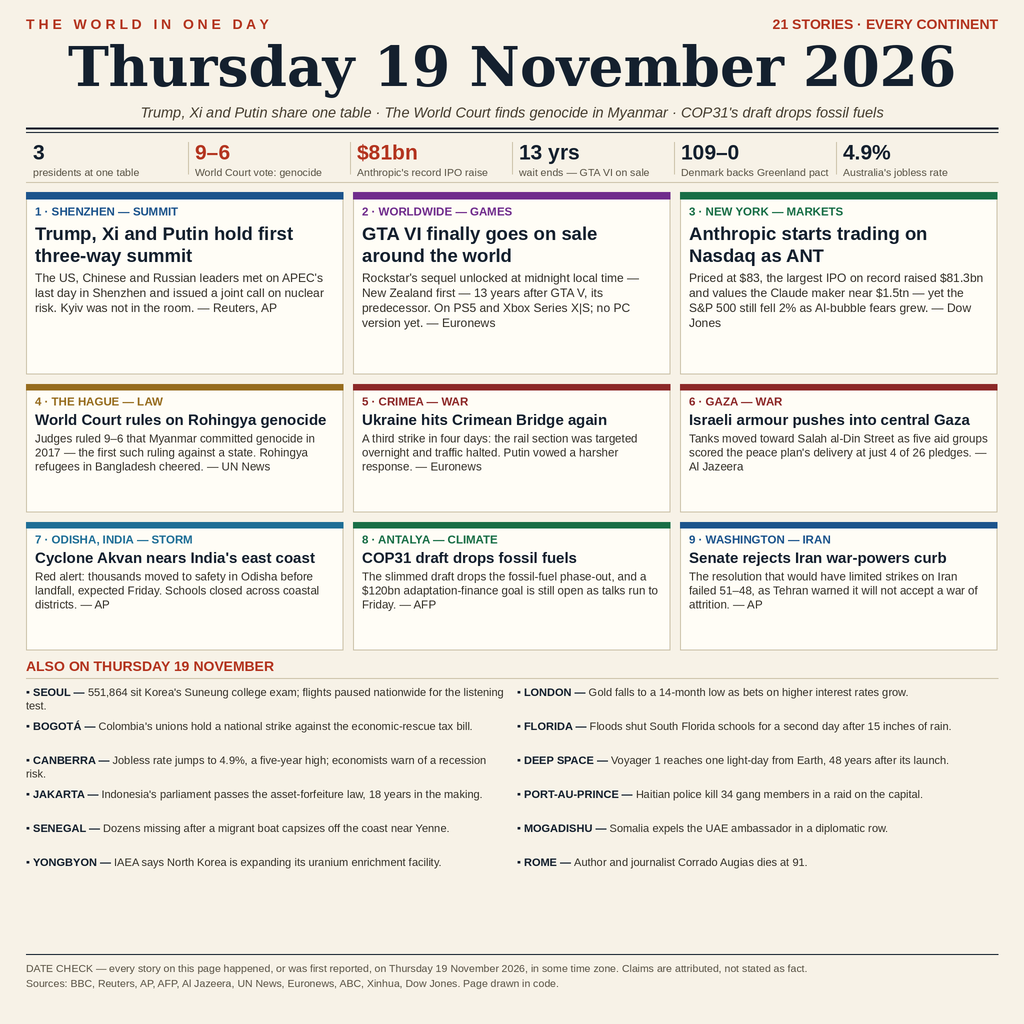 THE WORLD IN ONE DAY
21 STORIES · EVERY CONTINENT
Thursday 19 November 2026
Trump, Xi and Putin share one table · The World Court finds genocide in Myanmar · COP31's draft drops fossil fuels
3
presidents at one table
9–6
World Court vote: genocide
$81bn
Anthropic's record IPO raise
13 yrs
wait ends — GTA VI on sale
109–0
Denmark backs Greenland pact
4.9%
Australia's jobless rate
1 · SHENZHEN — SUMMIT
Trump, Xi and Putin hold first
three-way summit
The US, Chinese and Russian leaders met on APEC's
last day in Shenzhen and issued a joint call on nuclear
risk. Kyiv was not in the room. — Reuters, AP
2 · WORLDWIDE — GAMES
GTA VI finally goes on sale
around the world
Rockstar's sequel unlocked at midnight local time —
New Zealand first — 13 years after GTA V, its
predecessor. On PS5 and Xbox Series X|S; no PC
version yet. — Euronews
3 · NEW YORK — MARKETS
Anthropic starts trading on
Nasdaq as ANT
Priced at $83, the largest IPO on record raised $81.3bn
and values the Claude maker near $1.5tn — yet the
S&P 500 still fell 2% as AI-bubble fears grew. — Dow
Jones
4 · THE HAGUE — LAW
World Court rules on Rohingya genocide
Judges ruled 9–6 that Myanmar committed genocide in
2017 — the first such ruling against a state. Rohingya
refugees in Bangladesh cheered. — UN News
5 · CRIMEA — WAR
Ukraine hits Crimean Bridge again
A third strike in four days: the rail section was targeted
overnight and traffic halted. Putin vowed a harsher
response. — Euronews
6 · GAZA — WAR
Israeli armour pushes into central Gaza
Tanks moved toward Salah al-Din Street as five aid groups
scored the peace plan's delivery at just 4 of 26 pledges. —
Al Jazeera
7 · ODISHA, INDIA — STORM
Cyclone Akvan nears India's east coast
Red alert: thousands moved to safety in Odisha before
landfall, expected Friday. Schools closed across coastal
districts. — AP
8 · ANTALYA — CLIMATE
COP31 draft drops fossil fuels
The slimmed draft drops the fossil-fuel phase-out, and a
$120bn adaptation-finance goal is still open as talks run to
Friday. — AFP
9 · WASHINGTON — IRAN
Senate rejects Iran war-powers curb
The resolution that would have limited strikes on Iran
failed 51–48, as Tehran warned it will not accept a war of
attrition. — AP
ALSO ON THURSDAY 19 NOVEMBER
▪ SEOUL — 551,864 sit Korea's Suneung college exam; flights paused nationwide for the listening
test.
▪ BOGOTÁ — Colombia's unions hold a national strike against the economic-rescue tax bill.
▪ CANBERRA — Jobless rate jumps to 4.9%, a five-year high; economists warn of a recession
risk.
▪ JAKARTA — Indonesia's parliament passes the asset-forfeiture law, 18 years in the making.
▪ SENEGAL — Dozens missing after a migrant boat capsizes off the coast near Yenne.
▪ YONGBYON — IAEA says North Korea is expanding its uranium enrichment facility.
▪ LONDON — Gold falls to a 14-month low as bets on higher interest rates grow.
▪ FLORIDA — Floods shut South Florida schools for a second day after 15 inches of rain.
▪ DEEP SPACE — Voyager 1 reaches one light-day from Earth, 48 years after its launch.
▪ PORT-AU-PRINCE — Haitian police kill 34 gang members in a raid on the capital.
▪ MOGADISHU — Somalia expels the UAE ambassador in a diplomatic row.
▪ ROME — Author and journalist Corrado Augias dies at 91.
DATE CHECK — every story on this page happened, or was first reported, on Thursday 19 November 2026, in some time zone. Claims are attributed, not stated as fact.
Sources: BBC, Reuters, AP, AFP, Al Jazeera, UN News, Euronews, ABC, Xinhua, Dow Jones. Page drawn in code.